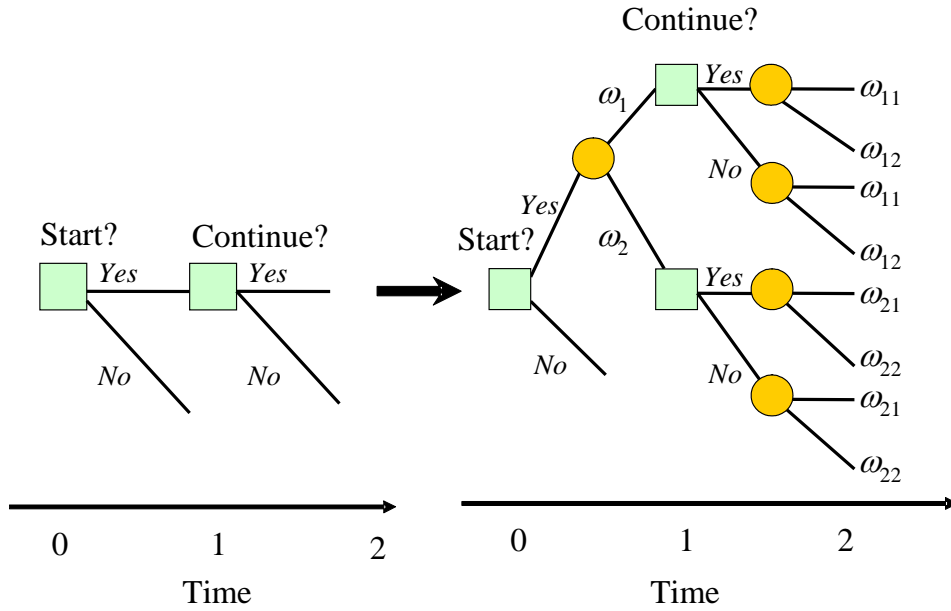 Start?
Continue?
Yes
Yes
No
No
0
1
2
Time
Continue?
Start?
Yes
No
ω₁
ω₂
Yes
No
Yes
No
ω₁₁
ω₁₂
ω₁₁
ω₁₂
ω₂₁
ω₂₂
ω₂₁
ω₂₂
0
1
2
Time